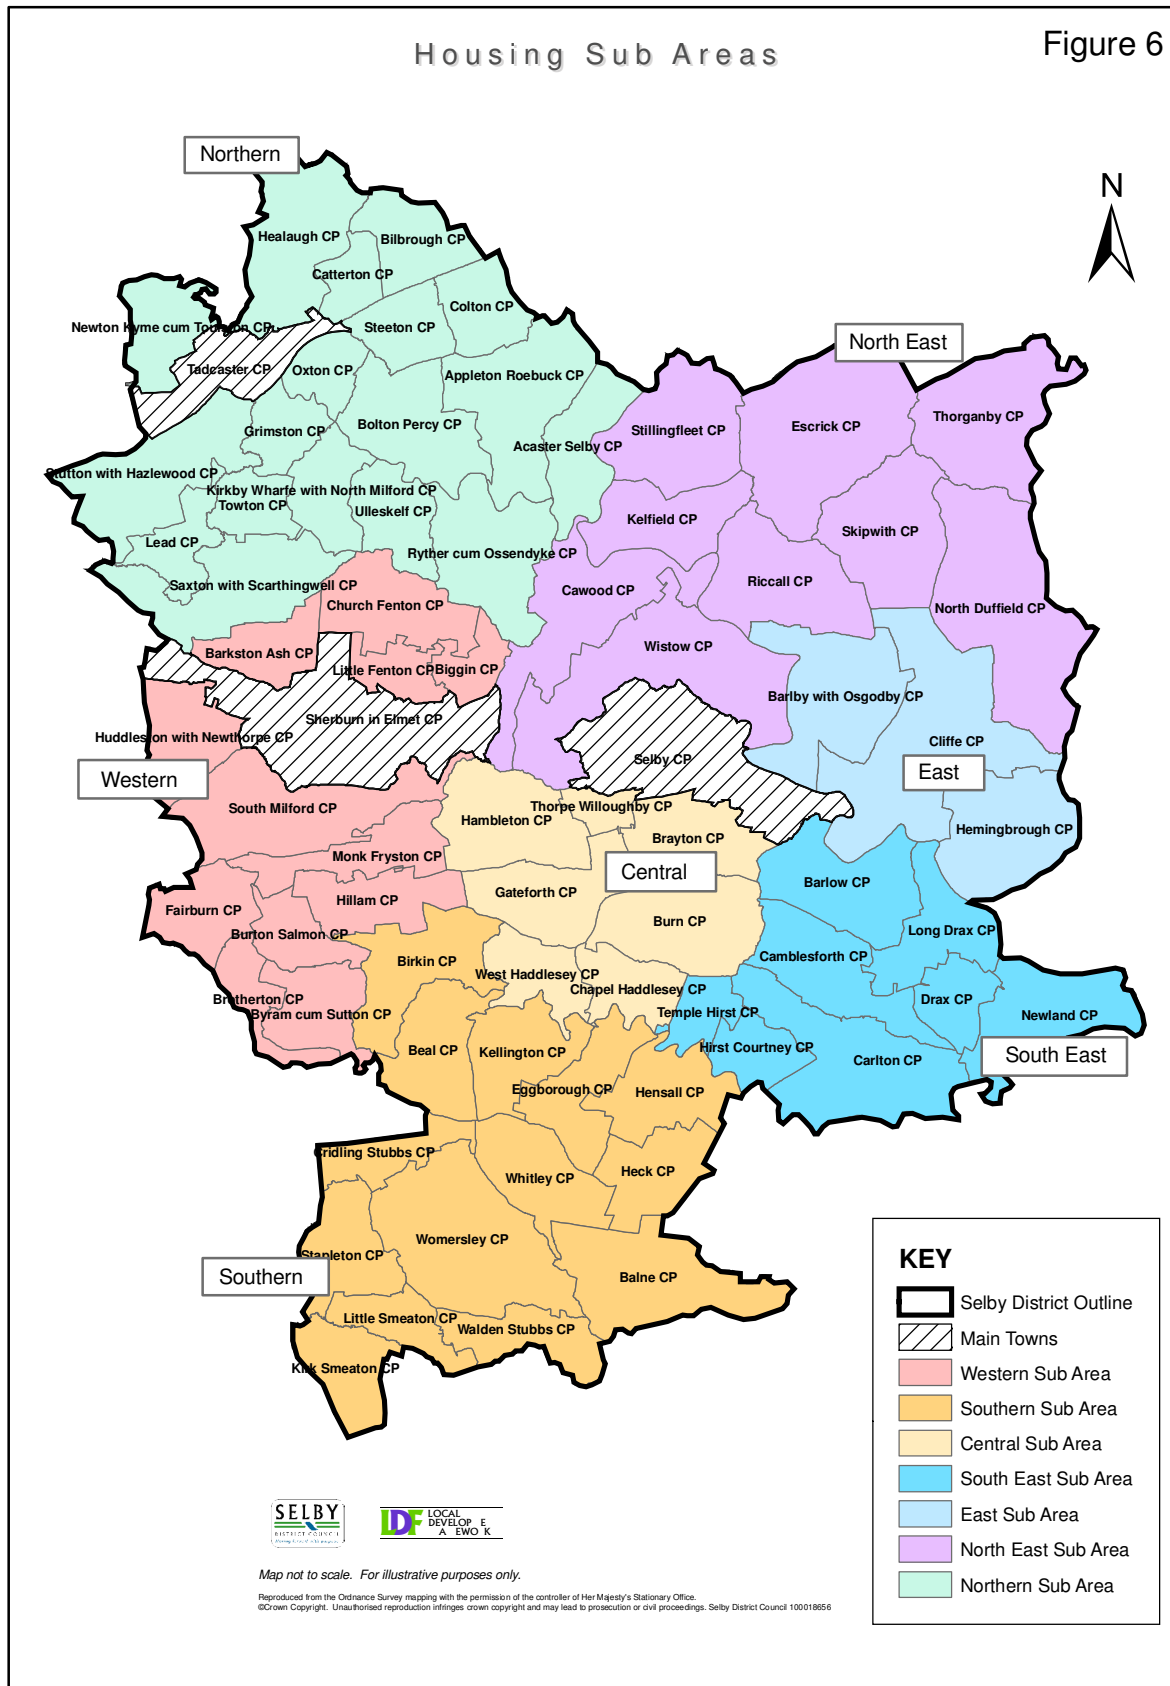 Figure 6
Housing Sub Areas
Northern
N
Healaugh CP
Bilbrough CP
Catterton CP
Colton CP
Newton Kyme cum Toulston CP
Steeton CP
North East
Tadcaster CP
Oxton CP
Appleton Roebuck CP
Thorganby CP
Grimston CP
Bolton Percy CP
Stillingfleet CP
Escrick CP
Acaster Selby CP
Stutton with Hazlewood CP
Kirkby Wharfe with North Milford CP
Towton CP
Ulleskelf CP
Kelfield CP
Skipwith CP
Lead CP
Ryther cum Ossendyke CP
Saxton with Scarthingwell CP
Cawood CP
Riccall CP
Church Fenton CP
North Duffield CP
Barkston Ash CP
Little Fenton CP
Biggin CP
Wistow CP
Barlby with Osgodby CP
Sherburn in Elmet CP
Huddleston with Newthorpe CP
Cliffe CP
Western
Selby CP
East
South Milford CP
Hambleton CP
Thorpe Willoughby CP
Brayton CP
Hemingbrough CP
Monk Fryston CP
Central
Barlow CP
Hillam CP
Gateforth CP
Fairburn CP
Burn CP
Burton Salmon CP
Long Drax CP
Birkin CP
Camblesforth CP
West Haddlesey CP
Chapel Haddlesey CP
Brotherton CP
Drax CP
Byram cum Sutton CP
Temple Hirst CP
Newland CP
Beal CP
Kellington CP
Hirst Courtney CP
Carlton CP
South East
Eggborough CP
Hensall CP
Cridling Stubbs CP
Whitley CP
Heck CP
Womersley CP
Stapleton CP
Southern
Balne CP
Little Smeaton CP
Walden Stubbs CP
Kirk Smeaton CP
KEY
Selby District Outline
Main Towns
Western Sub Area
Southern Sub Area
Central Sub Area
South East Sub Area
East Sub Area
North East Sub Area
Northern Sub Area
SELBY
DISTRICT COUNCIL
LDF
LOCAL
DEVELOP E
A EWO K
Map not to scale. For illustrative purposes only.
Reproduced from the Ordnance Survey mapping with the permission of the controller of Her Majesty's Stationary Office.
©Crown Copyright. Unauthorised reproduction infringes crown copyright and may lead to prosecution or civil proceedings. Selby District Council 100018656